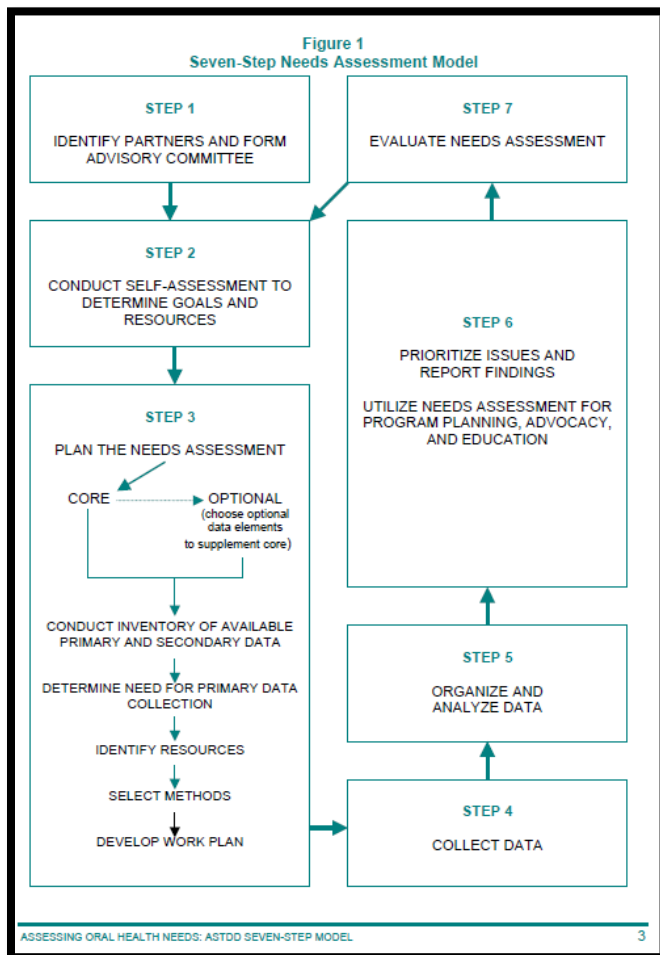 Figure 1
Seven-Step Needs Assessment Model
STEP 1
IDENTIFY PARTNERS AND FORM
ADVISORY COMMITTEE
STEP 2
CONDUCT SELF-ASSESSMENT TO
DETERMINE GOALS AND
RESOURCES
STEP 3
PLAN THE NEEDS ASSESSMENT
CORE
OPTIONAL
(choose optional
data elements
to supplement core)
CONDUCT INVENTORY OF AVAILABLE
PRIMARY AND SECONDARY DATA
DETERMINE NEED FOR PRIMARY DATA
COLLECTION
IDENTIFY RESOURCES
SELECT METHODS
DEVELOP WORK PLAN
STEP 4
COLLECT DATA
STEP 5
ORGANIZE AND
ANALYZE DATA
STEP 6
PRIORITIZE ISSUES AND
REPORT FINDINGS
UTILIZE NEEDS ASSESSMENT FOR
PROGRAM PLANNING, ADVOCACY,
AND EDUCATION
STEP 7
EVALUATE NEEDS ASSESSMENT
ASSESSING ORAL HEALTH NEEDS: ASTDD SEVEN-STEP MODEL
3